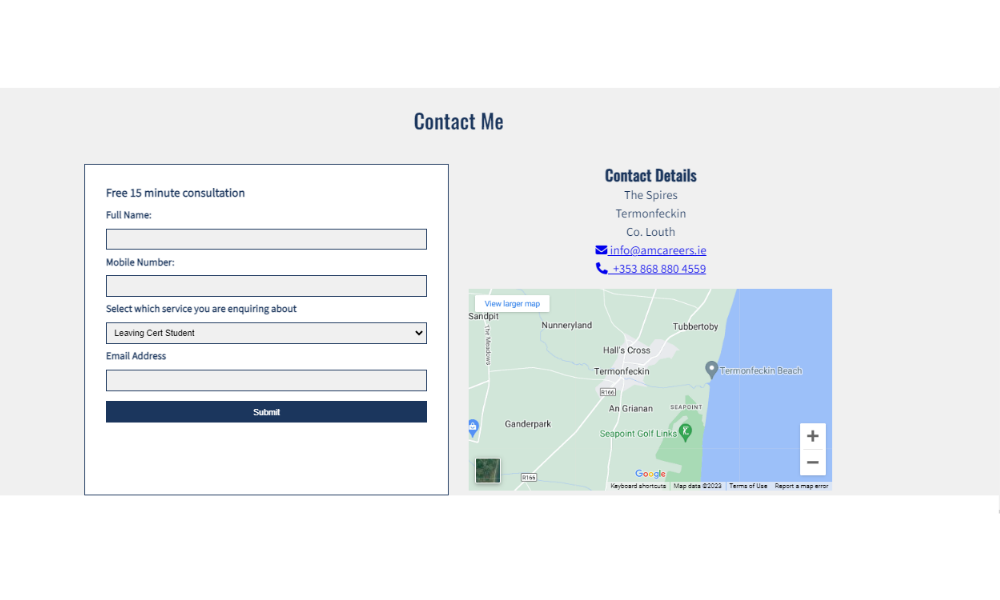 Contact Me
Free 15 minute consultation
Full Name:
Mobile Number:
Select which service you are enquiring about
Leaving Cert Student
Email Address
Submit
Contact Details
The Spires
Termonfeckin
Co. Louth
info@amcareers.ie
+353 868 880 4559
View larger map
Sandpit
The Meadows
Nunneryland
Tubbertoby
Hall's Cross
Termonfeckin
Termonfeckin Beach
R166
An Grianan
SEAPOINT
Ganderpark
Seapoint Golf Links
R166
Google
Keyboard shortcuts
Map data ©2023
Terms of Use
Report a map error